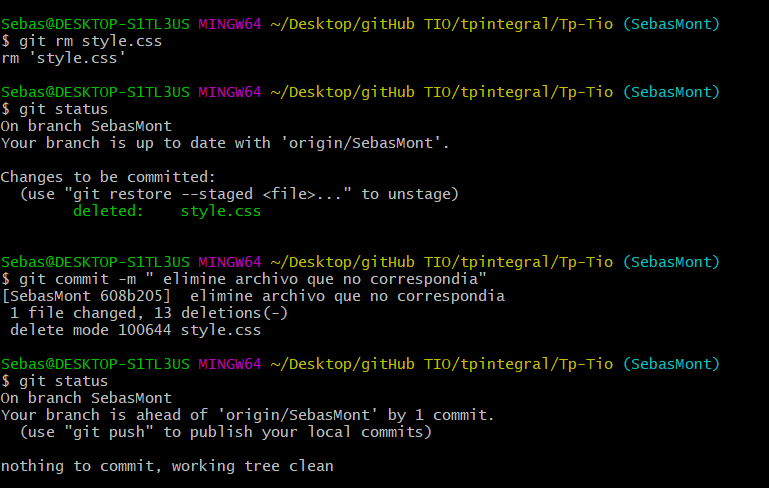 Sebas@DESKTOP-S1TL3US MINGW64 ~/Desktop/gitHub TIO/tpintegral/Tp-Tio (SebasMont)
$ git rm style.css
rm 'style.css'
Sebas@DESKTOP-S1TL3US MINGW64 ~/Desktop/gitHub TIO/tpintegral/Tp-Tio (SebasMont)
$ git status
On branch SebasMont
Your branch is up to date with 'origin/SebasMont'.
Changes to be committed:
  (use "git restore --staged <file>..." to unstage)
        deleted:    style.css
Sebas@DESKTOP-S1TL3US MINGW64 ~/Desktop/gitHub TIO/tpintegral/Tp-Tio (SebasMont)
$ git commit -m " elimine archivo que no correspondia"
[SebasMont 608b205]  elimine archivo que no correspondia
 1 file changed, 13 deletions(-)
 delete mode 100644 style.css
Sebas@DESKTOP-S1TL3US MINGW64 ~/Desktop/gitHub TIO/tpintegral/Tp-Tio (SebasMont)
$ git status
On branch SebasMont
Your branch is ahead of 'origin/SebasMont' by 1 commit.
  (use "git push" to publish your local commits)
nothing to commit, working tree clean